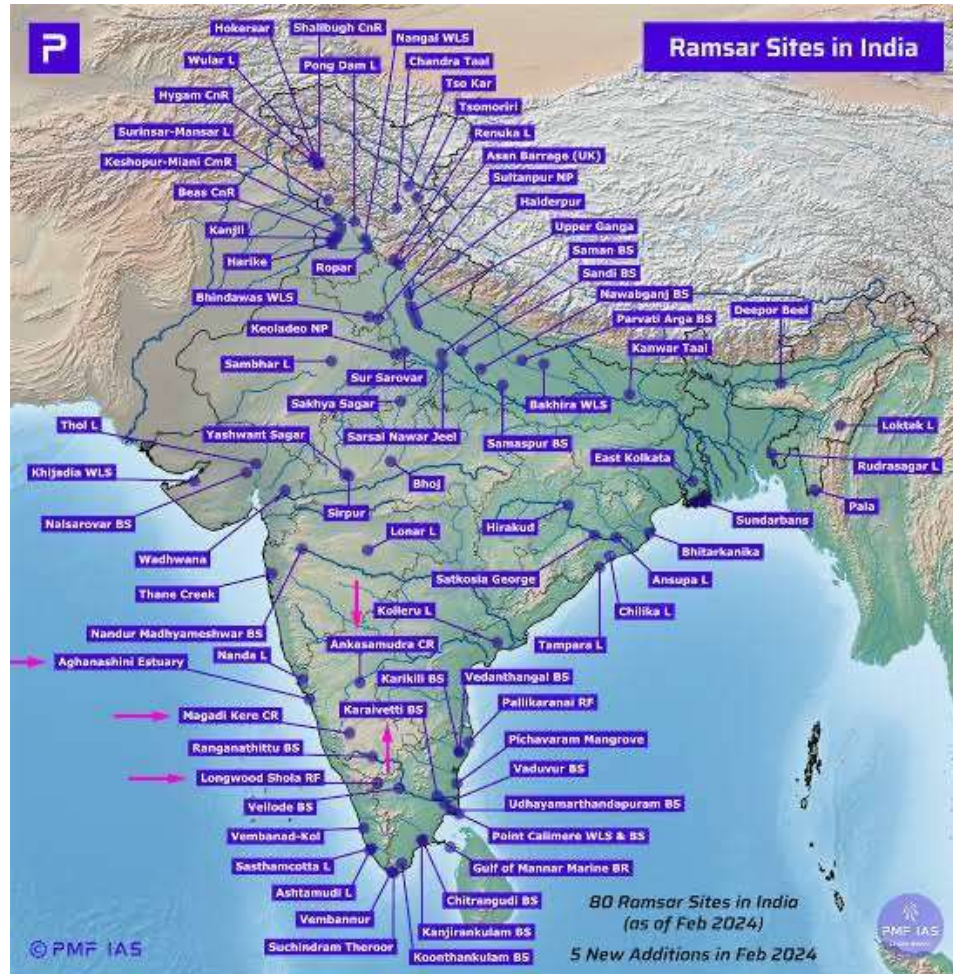 P
Ramsar Sites in India
Hokersar
Shalibugh CnR
Nangal WLS
Wular L
Pong Dam L
Chandra Taal
Tso Kar
Hygam CnR
Tsomoriri
Surinsar-Mansar L
Renuka L
Keshopur-Miani CmR
Asan Barrage (UK)
Sultanpur NP
Beas CnR
Haiderpur
Kanjli
Upper Ganga
Harike
Ropar
Saman BS
Sandi BS
Bhindawas WLS
Nawabganj BS
Deepor Beel
Keoladeo NP
Parvati Arga BS
Kanwar Taal
Sambhar L
Sur Sarovar
Sakhya Sagar
Bakhira WLS
Thol L
Yashwant Sagar
Sarsai Nawar Jeel
Samaspur BS
Loktak L
Khijadia WLS
Bhoj
East Kolkata
Rudrasagar L
Nalsarovar BS
Sirpur
Hirakud
Sundarbans
Pala
Wadhwana
Lonar L
Bhitarkanika
Satkosia George
Ansupa L
Thane Creek
Kolleru L
Chilika L
Nandur Madhyameshwar BS
Ankasamudra CR
Tampara L
Nanda L
Aghanashini Estuary
Karikili BS
Vedanthangal BS
Magadi Kere CR
Karaivetti BS
Pallikaranai RF
Ranganathittu BS
Pichavaram Mangrove
Longwood Shola RF
Vaduvur BS
Vellode BS
Udhayamarthandapuram BS
Vembanad-Kol
Point Calimere WLS & BS
Sasthamcotta L
Gulf of Mannar Marine BR
Ashtamudi L
Chitrangudi BS
Vembannur
Kanjirankulam BS
Suchindram Theroor
Koonthankulam BS
80 Ramsar Sites in India
(as of Feb 2024)
5 New Additions in Feb 2024
© PMF IAS
PMF IAS